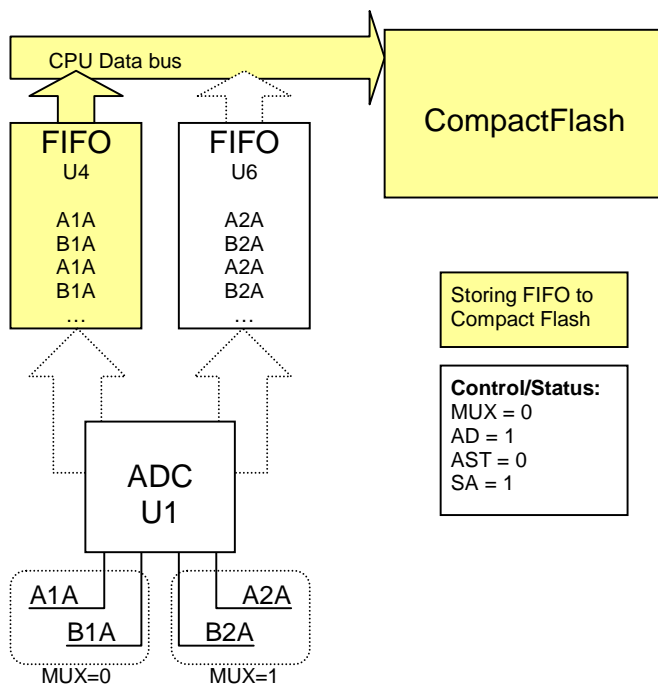 CPU Data bus
CompactFlash
FIFO
U4
A1A
B1A
A1A
B1A
...
FIFO
U6
A2A
B2A
A2A
B2A
...
Storing FIFO to
Compact Flash
Control/Status:
MUX = 0
AD = 1
AST = 0
SA = 1
ADC
U1
A1A
B1A
MUX=0
A2A
B2A
MUX=1